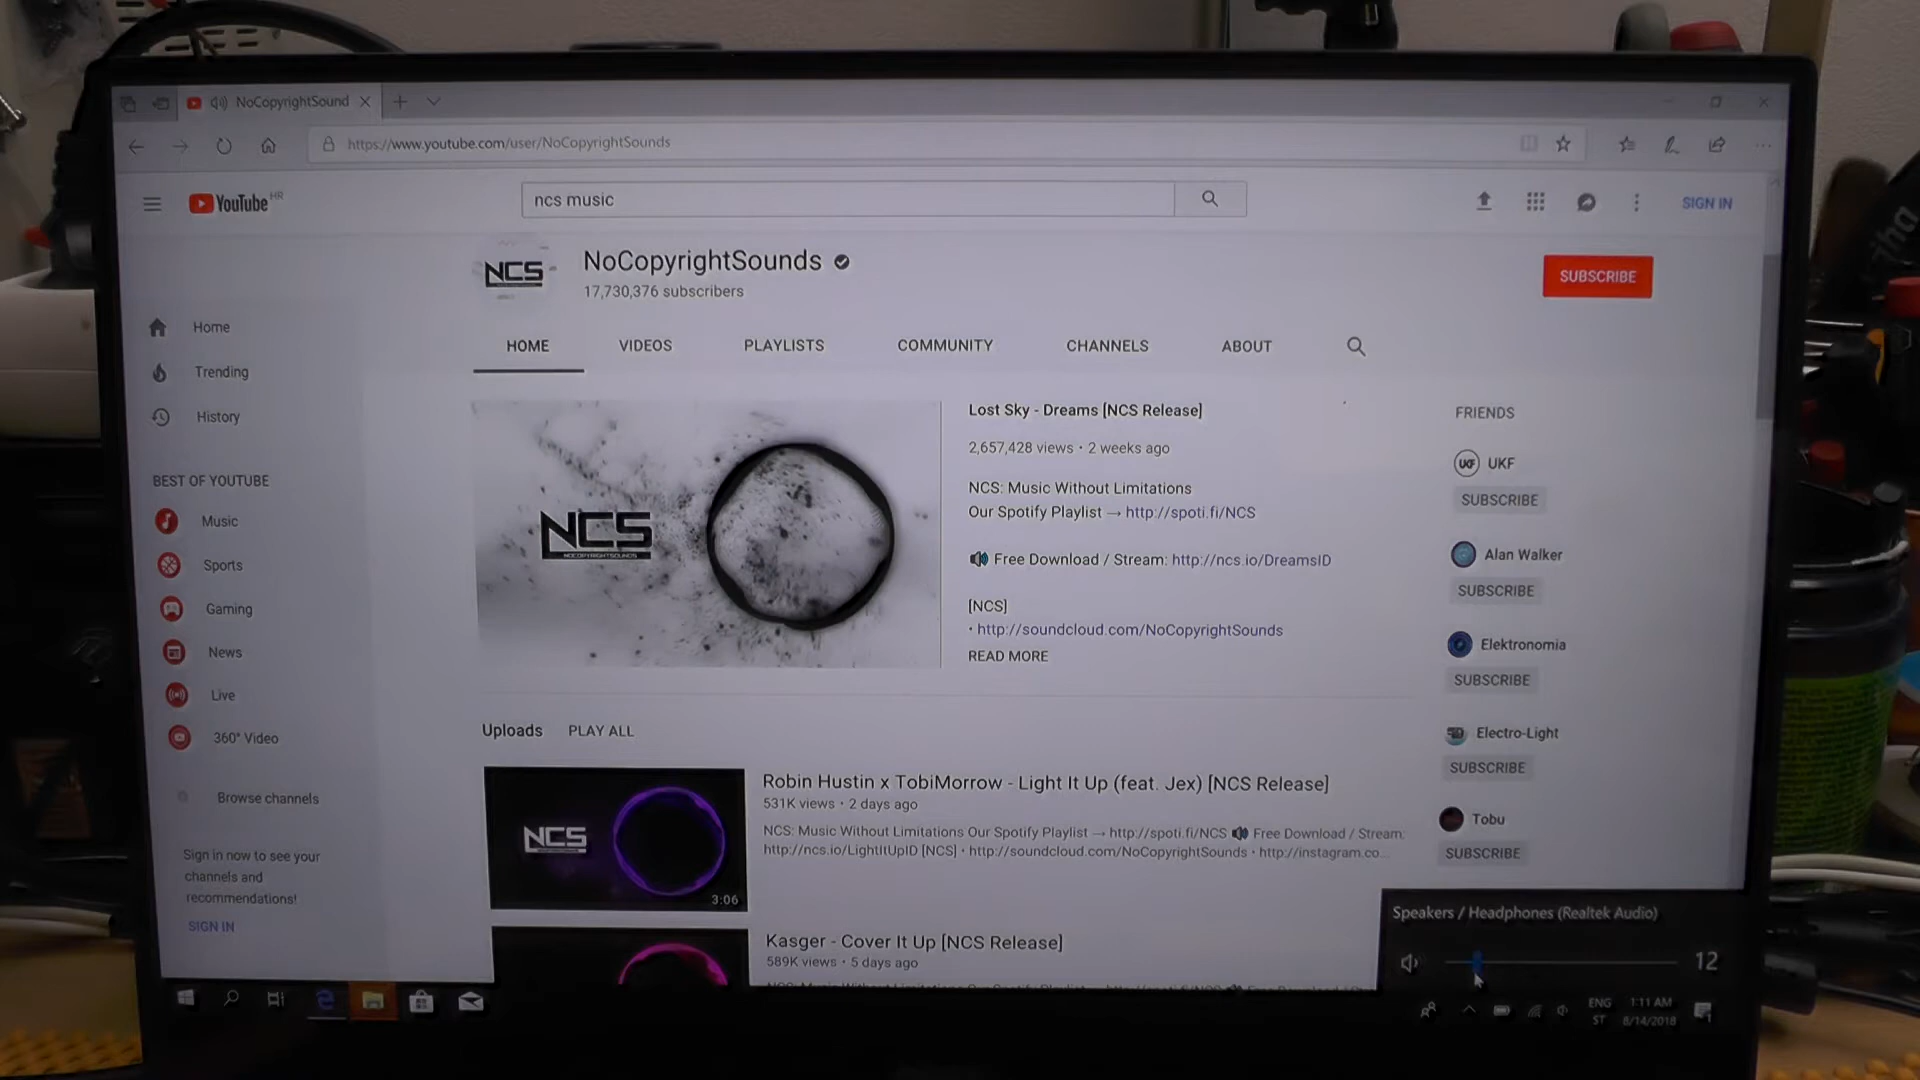 NoCopyrightSound
https://www.youtube.com/user/NoCopyrightSounds
YouTube HR
ncs music
SIGN IN
NCS
NoCopyrightSounds
17,730,376 subscribers
SUBSCRIBE
HOME VIDEOS PLAYLISTS COMMUNITY CHANNELS ABOUT
Home
Trending
History
BEST OF YOUTUBE
Music
Sports
Gaming
News
Live
360° Video
Browse channels
Sign in now to see your
channels and
recommendations!
SIGN IN
NCS
NOCOPYRIGHTSOUNDS
Lost Sky - Dreams [NCS Release]
2,657,428 views • 2 weeks ago
NCS: Music Without Limitations
Our Spotify Playlist → http://spoti.fi/NCS
🔊 Free Download / Stream: http://ncs.io/DreamsID
[NCS]
• http://soundcloud.com/NoCopyrightSounds
READ MORE
FRIENDS
UKF UKF
SUBSCRIBE
Alan Walker
SUBSCRIBE
Elektronomia
SUBSCRIBE
Electro-Light
SUBSCRIBE
Tobu
SUBSCRIBE
Uploads PLAY ALL
NCS
3:06
Robin Hustin x TobiMorrow - Light It Up (feat. Jex) [NCS Release]
531K views • 2 days ago
NCS: Music Without Limitations Our Spotify Playlist → http://spoti.fi/NCS 🔊 Free Download / Stream:
http://ncs.io/LightItUpID [NCS] • http://soundcloud.com/NoCopyrightSounds • http://instagram.co...
Kasger - Cover It Up [NCS Release]
589K views • 5 days ago
Speakers / Headphones (Realtek Audio)
12
ENG
ST
1:11 AM
8/14/2018